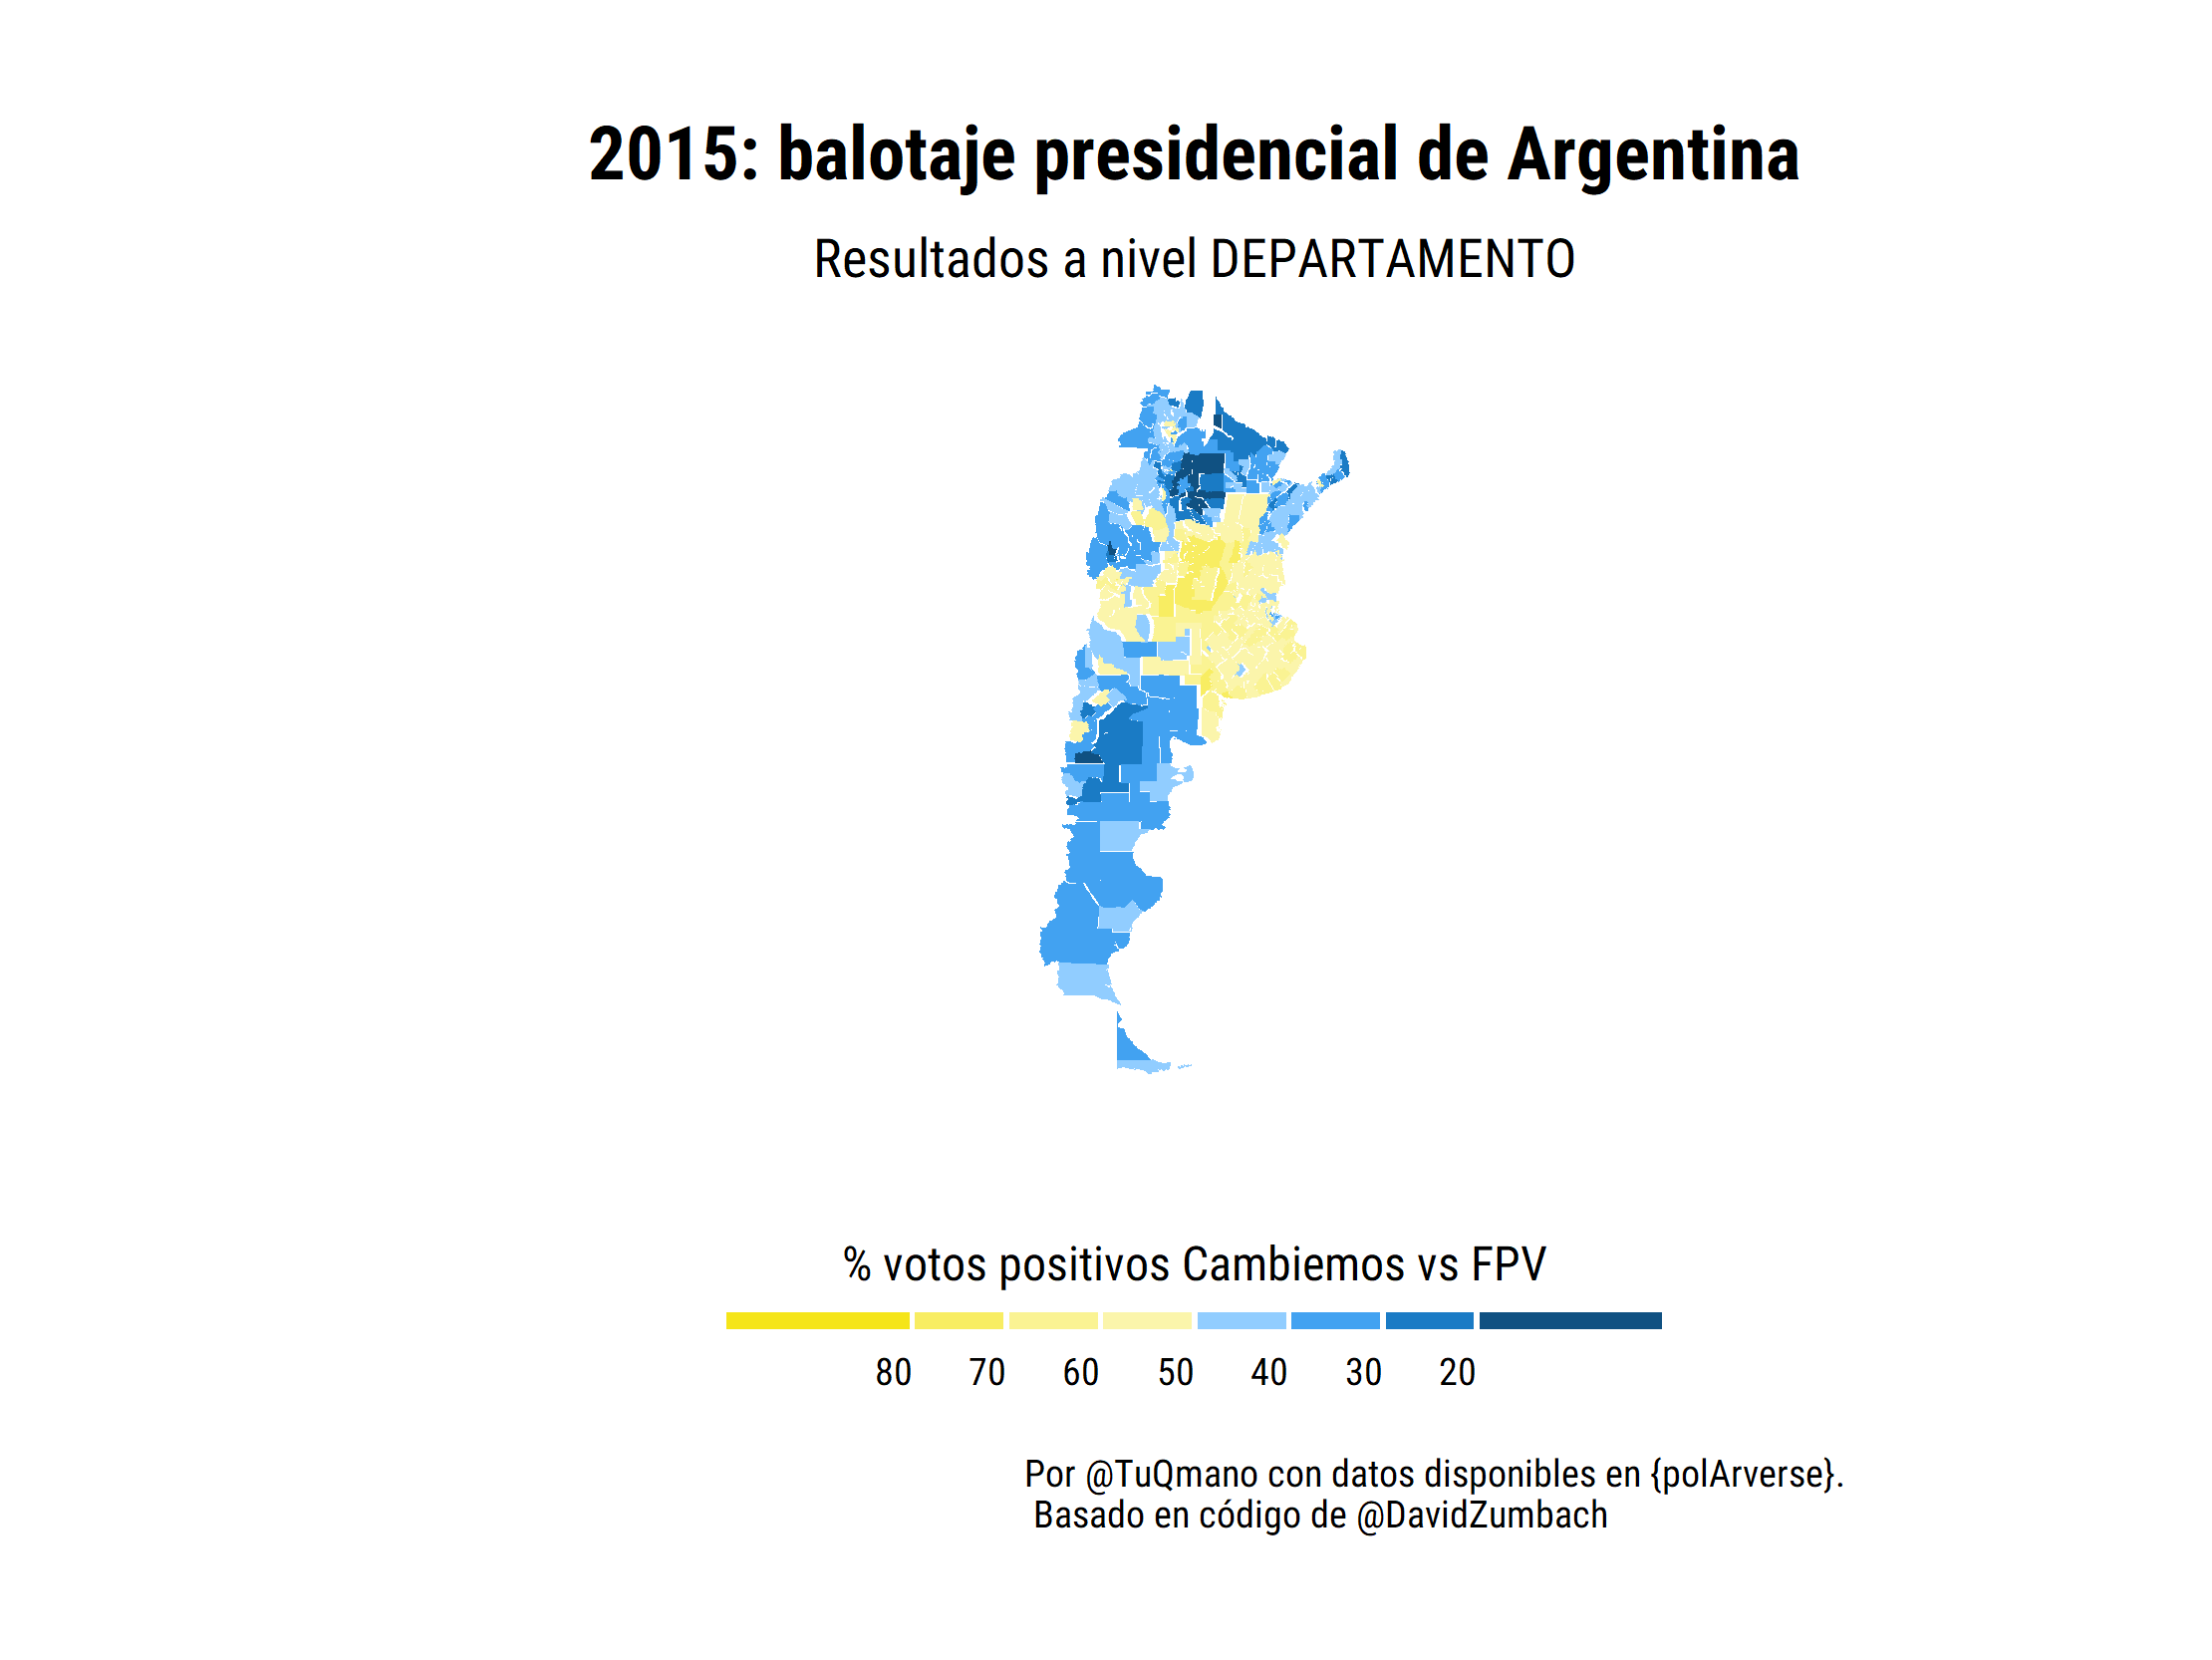 2015: balotaje presidencial de Argentina
Resultados a nivel DEPARTAMENTO
% votos positivos Cambiemos vs FPV
80 70 60 50 40 30 20
Por @TuQmano con datos disponibles en {polArverse}.
Basado en código de @DavidZumbach